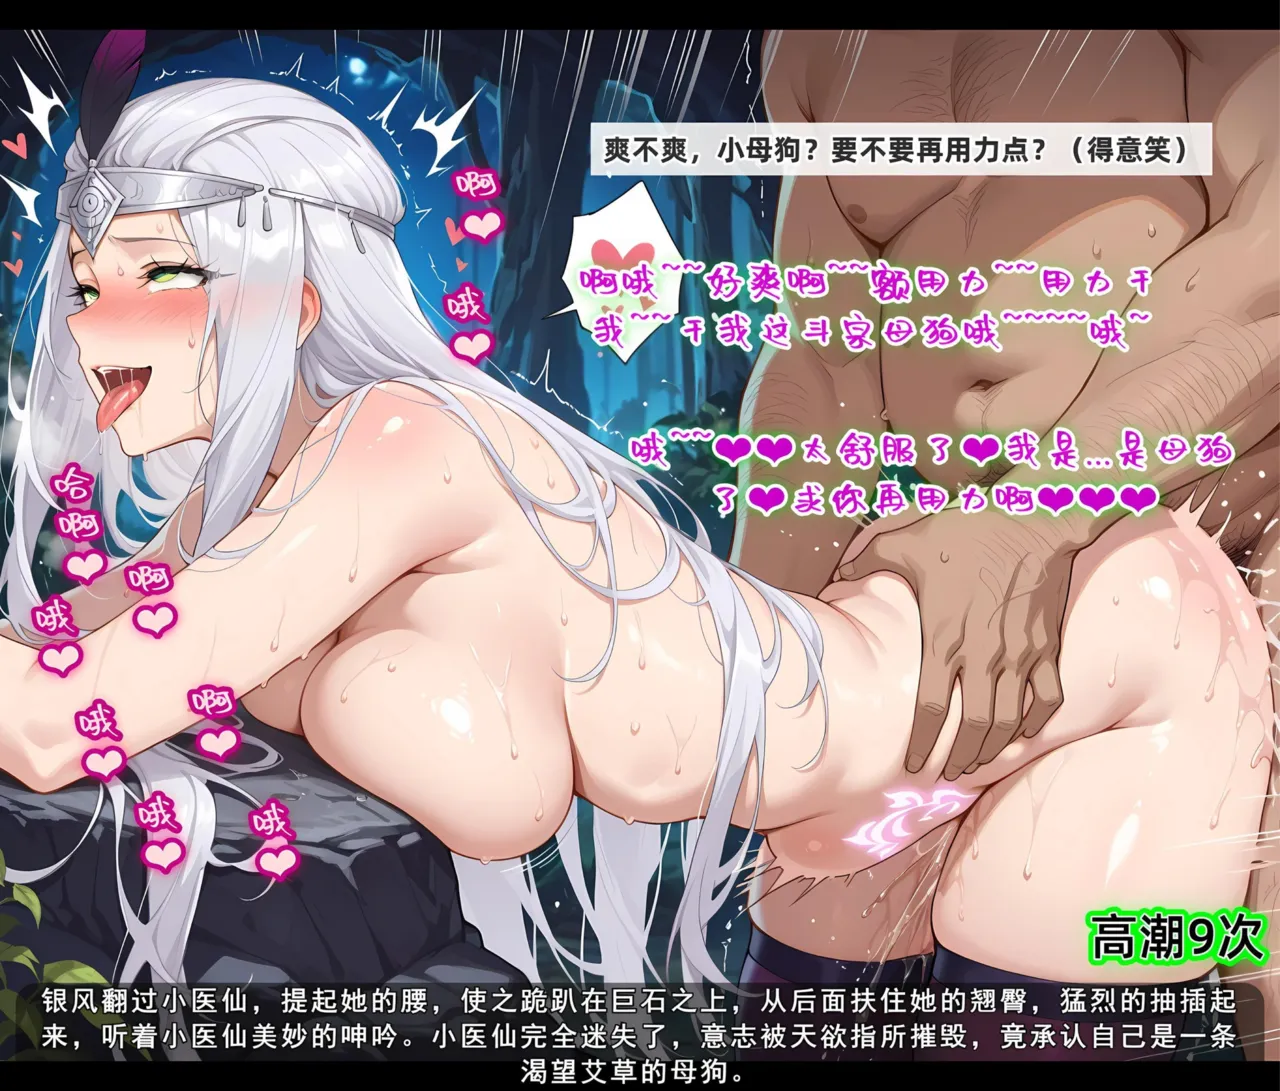 爽不爽，小母狗？要不要再用力点？（得意笑）
啊哦~~好爽啊~~额用力~~用力干
我~~干我这斗宗母狗哦~~~~哦~
哦~~❤❤太舒服了❤我是...是母狗
了❤求你再用力啊❤❤❤
啊
哦
哈
啊
啊
哦
啊
哦
哦
哦
高潮9次
银风翻过小医仙，提起她的腰，使之跪趴在巨石之上，从后面扶住她的翘臀，猛烈的抽插起
来，听着小医仙美妙的呻吟。小医仙完全迷失了，意志被天欲指所摧毁，竟承认自己是一条
渴望艾草的母狗。